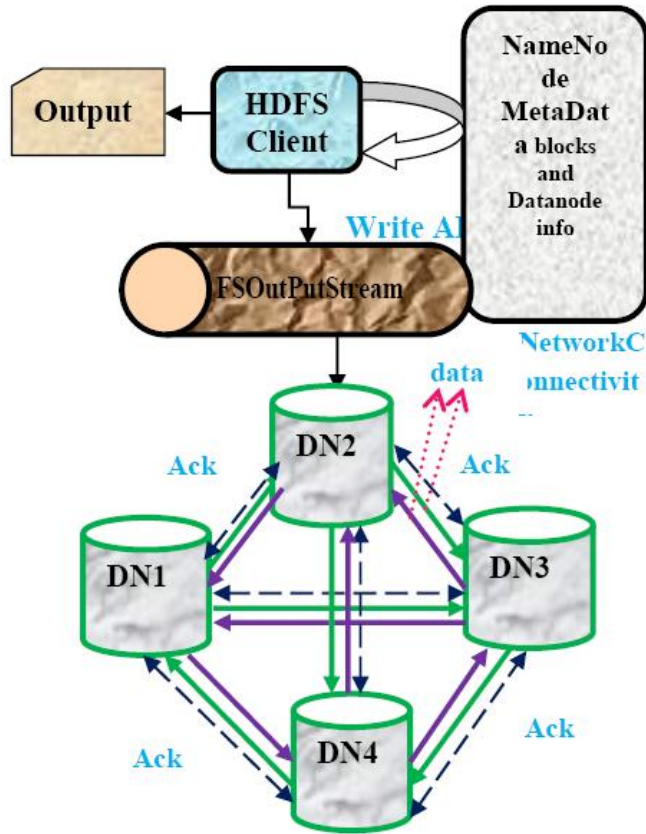 NameNo
de
MetaDat
a blocks
and
Datanode
info
Output
HDFS
Client
Write
FSOutPutStream
NetworkC
onnectivit
data
DN2
Ack
Ack
DN1
DN3
DN4
Ack
Ack